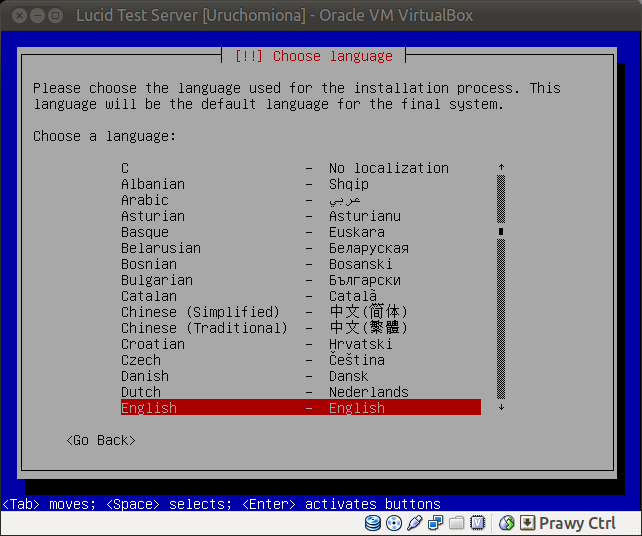 Lucid Test Server [Uruchomiona] - Oracle VM VirtualBox
[!!] Choose language
Please choose the language used for the installation process. This
language will be the default language for the final system.
Choose a language:
C - No localization
Albanian - Shqip
Arabic - عربي
Asturian - Asturianu
Basque - Euskara
Belarusian - Беларуская
Bosnian - Bosanski
Bulgarian - Български
Catalan - Català
Chinese (Simplified) - 中文(简体)
Chinese (Traditional) - 中文(繁體)
Croatian - Hrvatski
Czech - Čeština
Danish - Dansk
Dutch - Nederlands
English - English
<Go Back>
<Tab> moves; <Space> selects; <Enter> activates buttons
Prawy Ctrl